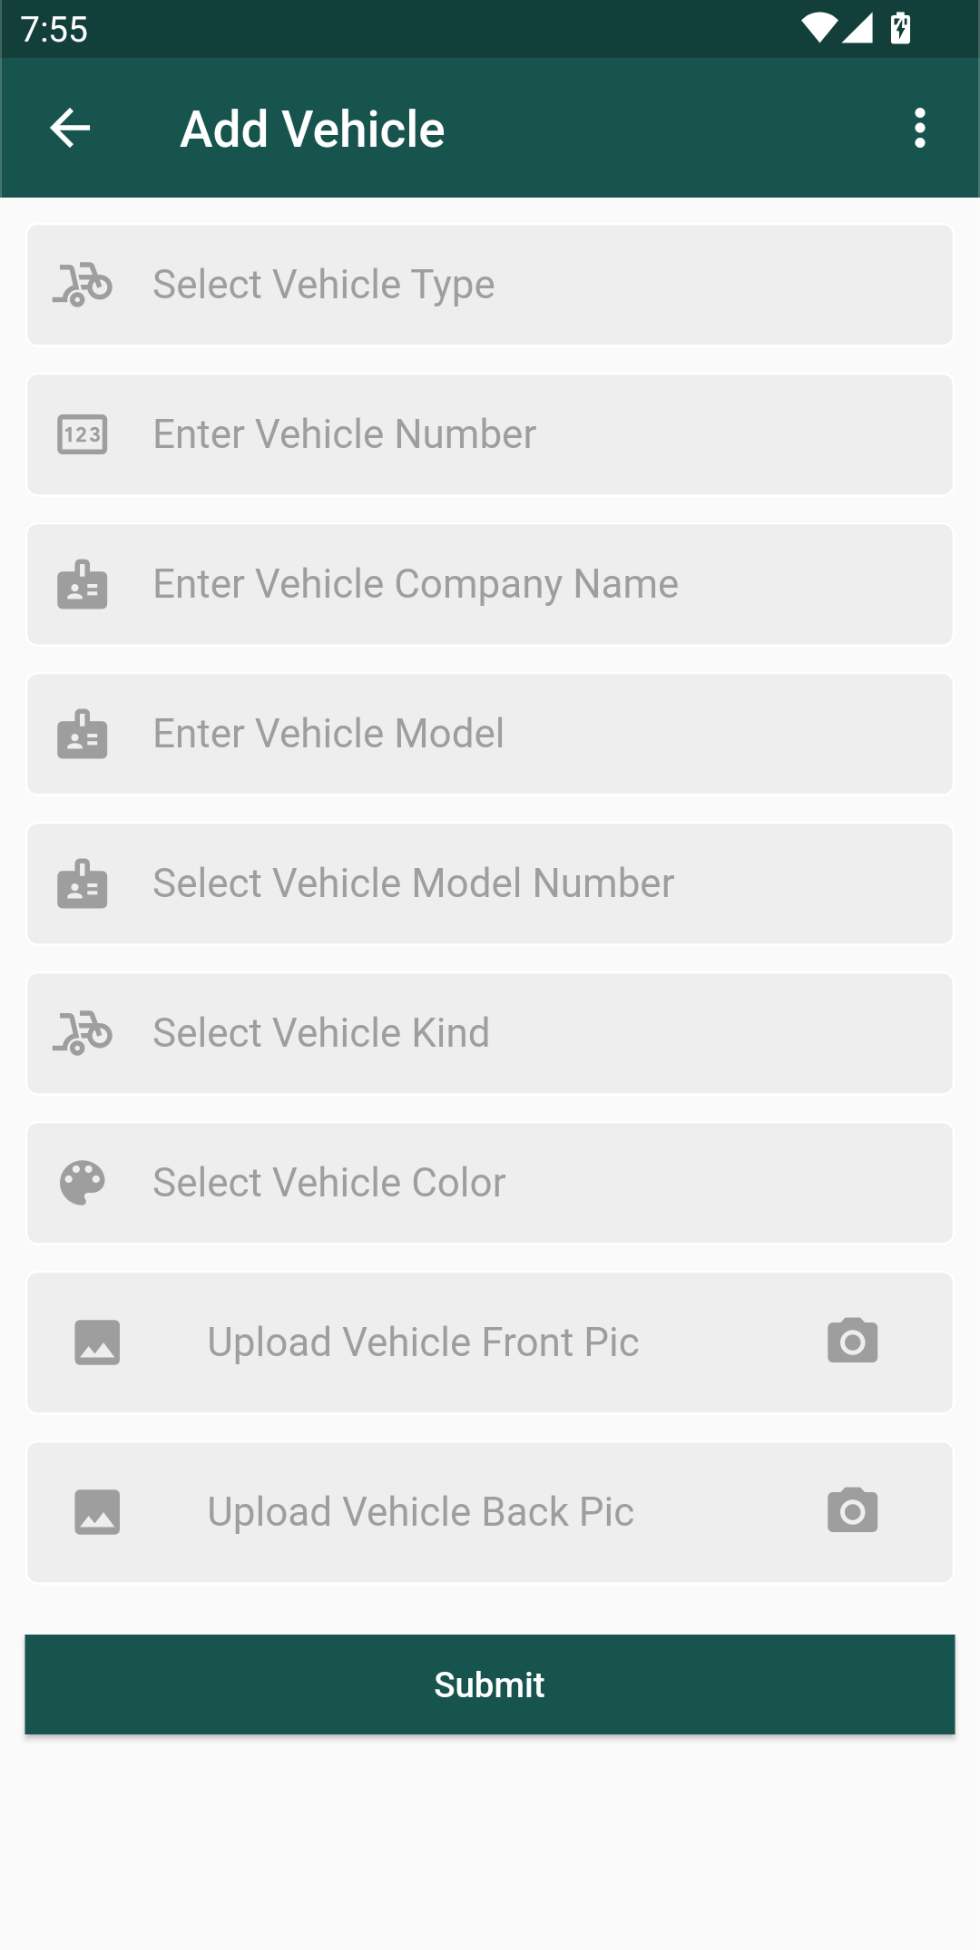 7:55
Add Vehicle
Select Vehicle Type
123
Enter Vehicle Number
Enter Vehicle Company Name
Enter Vehicle Model
Select Vehicle Model Number
Select Vehicle Kind
Select Vehicle Color
Upload Vehicle Front Pic
Upload Vehicle Back Pic
Submit